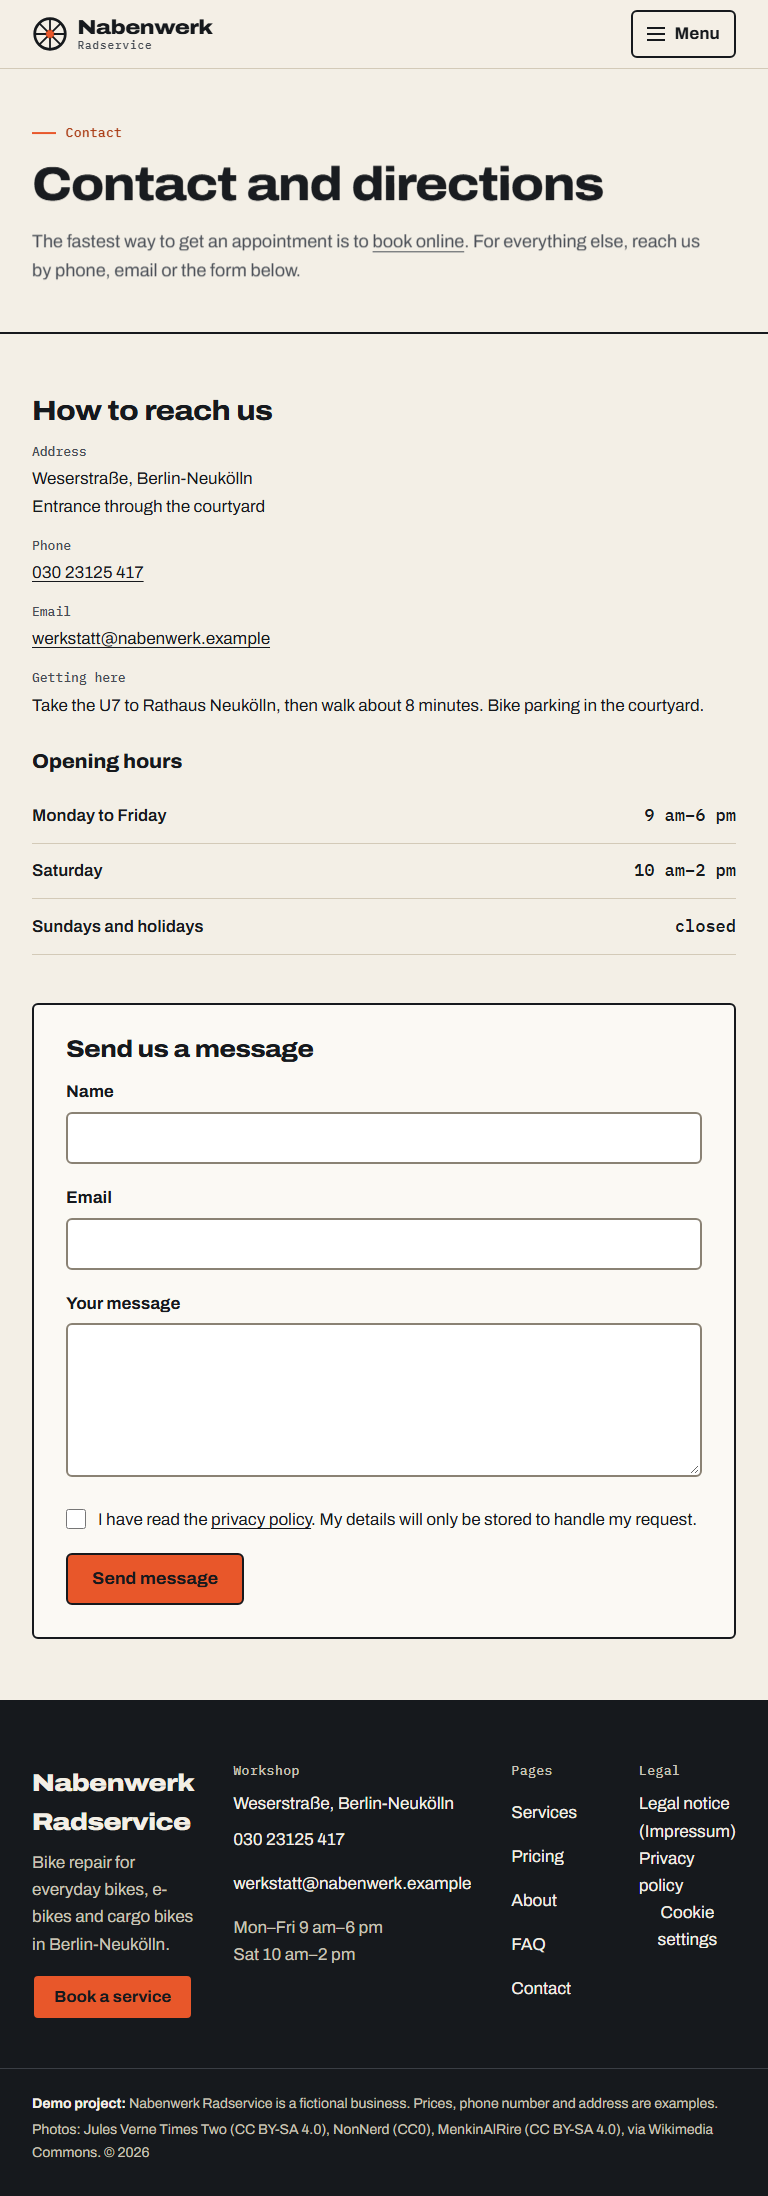 Nabenwerk
Radservice
Menu
Contact
Contact and directions
The fastest way to get an appointment is to book online. For everything else, reach us
by phone, email or the form below.
How to reach us
Address
Weserstraße, Berlin-Neukölln
Entrance through the courtyard
Phone
030 23125 417
Email
werkstatt@nabenwerk.example
Getting here
Take the U7 to Rathaus Neukölln, then walk about 8 minutes. Bike parking in the courtyard.
Opening hours
Monday to Friday 9 am–6 pm
Saturday 10 am–2 pm
Sundays and holidays closed
Send us a message
Name
Email
Your message
I have read the privacy policy. My details will only be stored to handle my request.
Send message
Nabenwerk
Radservice
Bike repair for
everyday bikes, e-
bikes and cargo bikes
in Berlin-Neukölln.
Book a service
Workshop
Weserstraße, Berlin-Neukölln
030 23125 417
werkstatt@nabenwerk.example
Mon–Fri 9 am–6 pm
Sat 10 am–2 pm
Pages
Services
Pricing
About
FAQ
Contact
Legal
Legal notice
(Impressum)
Privacy
policy
Cookie
settings
Demo project: Nabenwerk Radservice is a fictional business. Prices, phone number and address are examples.
Photos: Jules Verne Times Two (CC BY-SA 4.0), NonNerd (CC0), MenkinAlRire (CC BY-SA 4.0), via Wikimedia
Commons. © 2026